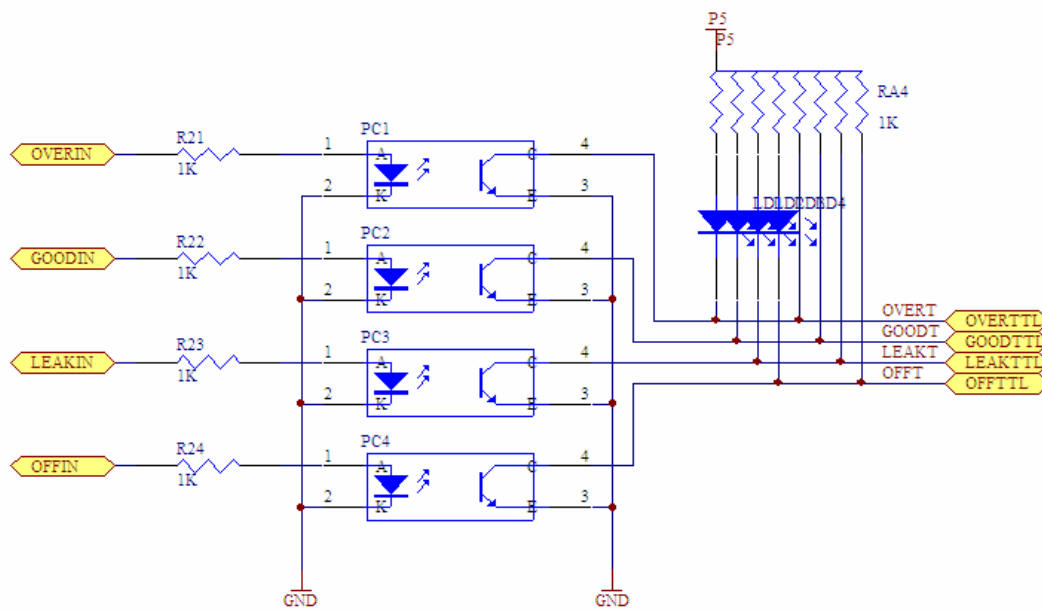 P5
P5
RA4
1K
OVERIN
R21
1K
PC1
1
A
2
K
C
4
E
3
GOODIN
R22
1K
PC2
1
A
2
K
C
4
E
3
LEAKIN
R23
1K
PC3
1
A
2
K
C
4
E
3
OFFIN
R24
1K
PC4
1
A
2
K
C
4
E
3
OVERT
OVERTTL
GOODT
GOODTTL
LEAKT
LEAKTTL
OFFT
OFFTTL
GND
GND